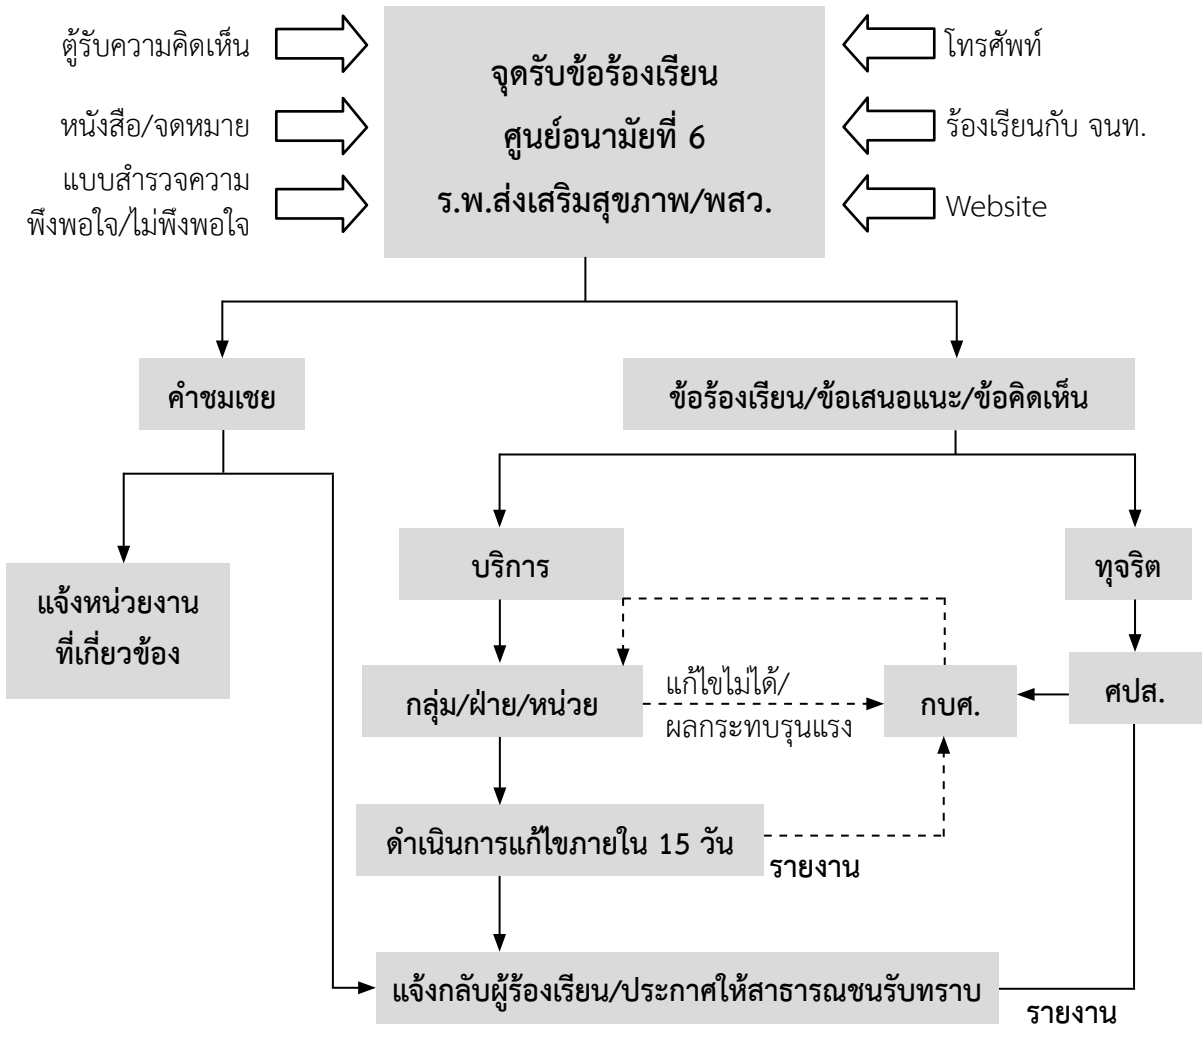 ตู้รับความคิดเห็น
หนังสือ/จดหมาย
แบบสำรวจความ
พึงพอใจ/ไม่พึงพอใจ
จุดรับข้อร้องเรียน
ศูนย์อนามัยที่ 6
ร.พ.ส่งเสริมสุขภาพ/พสว.
โทรศัพท์
ร้องเรียนกับ จนท.
Website
คำชมเชย
ข้อร้องเรียน/ข้อเสนอแนะ/ข้อคิดเห็น
แจ้งหน่วยงาน
ที่เกี่ยวข้อง
บริการ
ทุจริต
กลุ่ม/ฝ่าย/หน่วย
แก้ไขไม่ได้/
ผลกระทบรุนแรง
กบศ.
ศปส.
ดำเนินการแก้ไขภายใน 15 วัน
รายงาน
แจ้งกลับผู้ร้องเรียน/ประกาศให้สาธารณชนรับทราบ
รายงาน